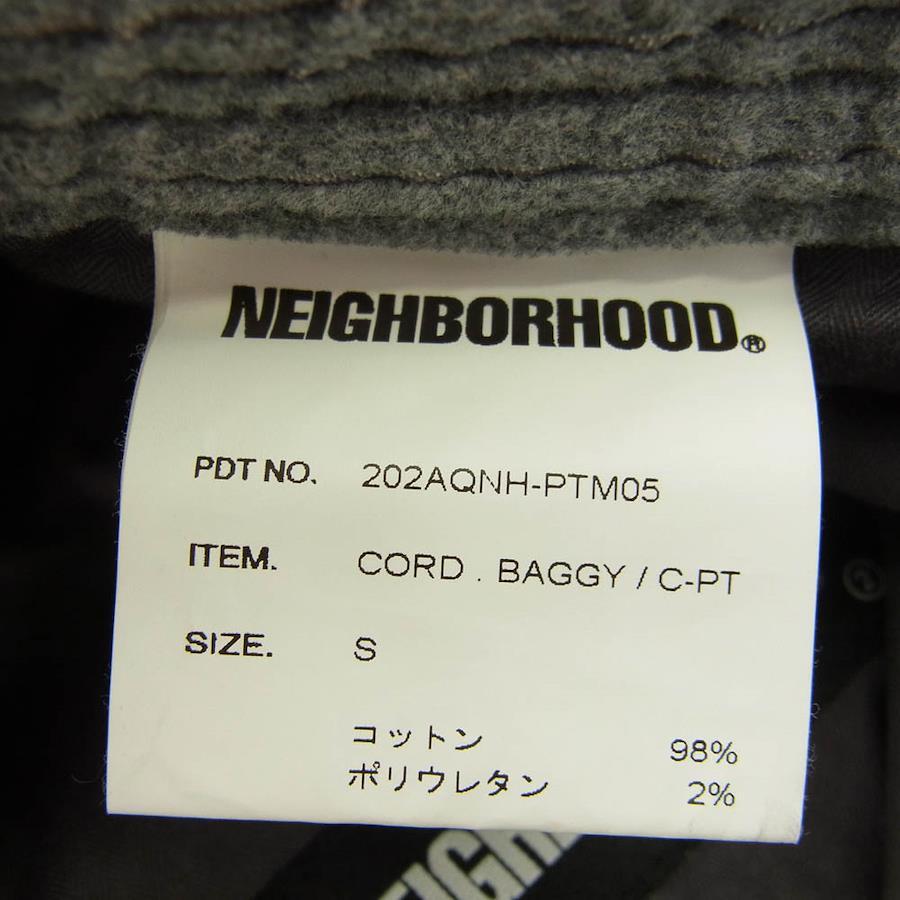 NEIGHBORHOOD®
PDT NO. 202AQNH-PTM05
ITEM. CORD . BAGGY / C-PT
SIZE. S
コットン 98%
ポリウレタン 2%